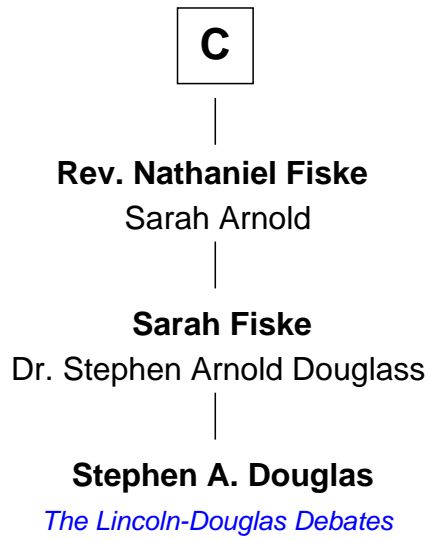 C
Rev. Nathaniel Fiske
Sarah Arnold
Sarah Fiske
Dr. Stephen Arnold Douglass
Stephen A. Douglas
The Lincoln-Douglas Debates